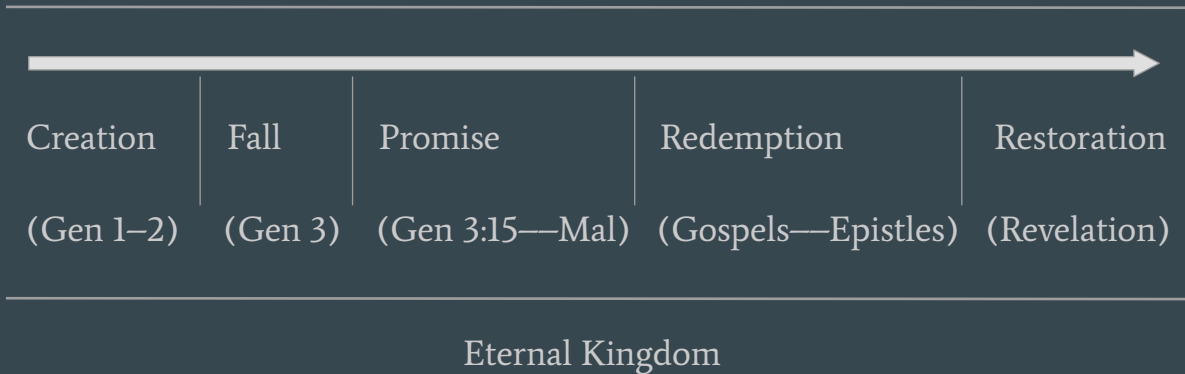 Creation Fall Promise Redemption Restoration
(Gen 1–2) (Gen 3) (Gen 3:15––Mal) (Gospels––Epistles) (Revelation)
Eternal Kingdom